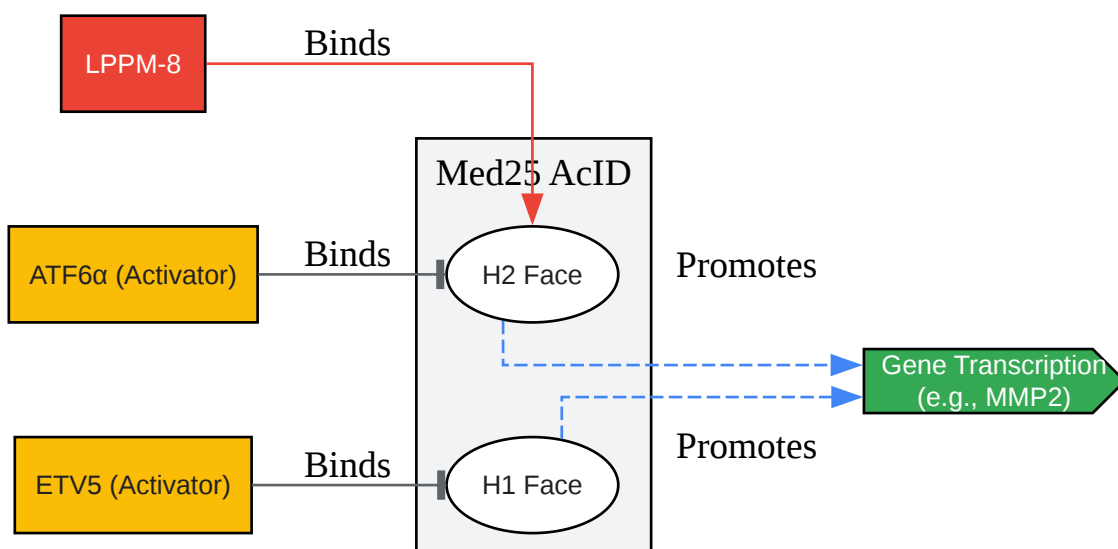 LPPM-8
Binds
Med25 AcID
ATF6α (Activator)
Binds
H2 Face
Promotes
Gene Transcription
(e.g., MMP2)
ETV5 (Activator)
Binds
H1 Face
Promotes